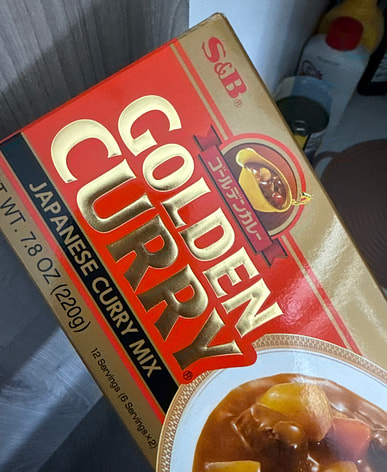 S&B®
GOLDEN
CURRY®
ゴールデンカレー
JAPANESE CURRY MIX
WT. 7.8 OZ (220g)
12 Servings (6 Servings x 2)